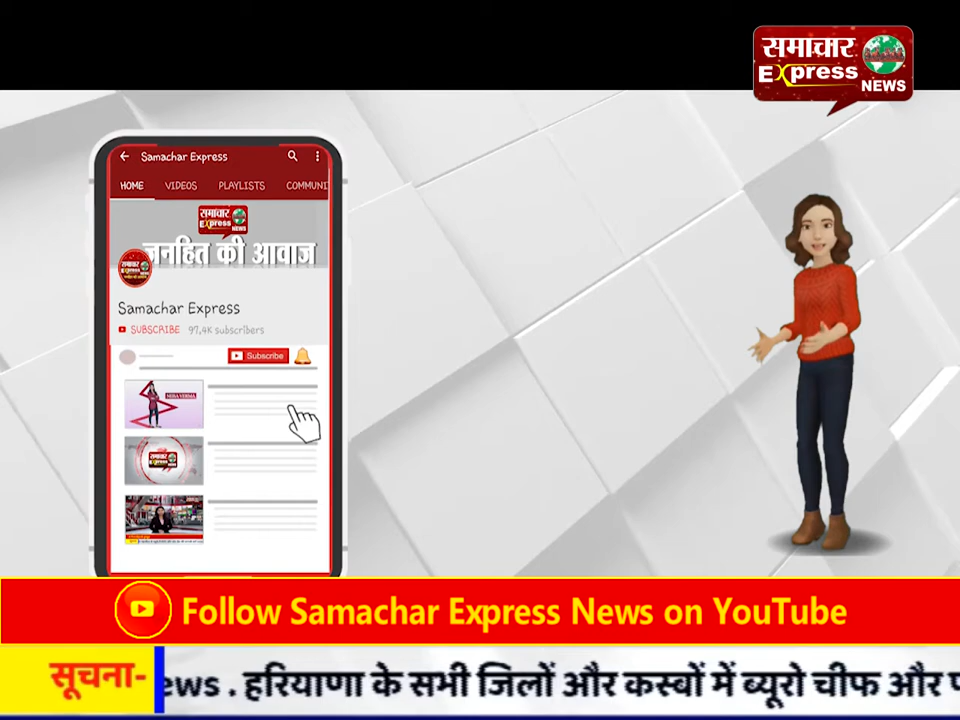 समाचार
Express
NEWS
Samachar Express
HOME VIDEOS PLAYLISTS COMMUNI
समाचार
Express
NEWS
जनहित की आवाज
Samachar Express
SUBSCRIBE 97.4K subscribers
Subscribe
Follow Samachar Express News on YouTube
सूचना- ews . हरियाणा के सभी जिलों और कस्बों में ब्यूरो चीफ और